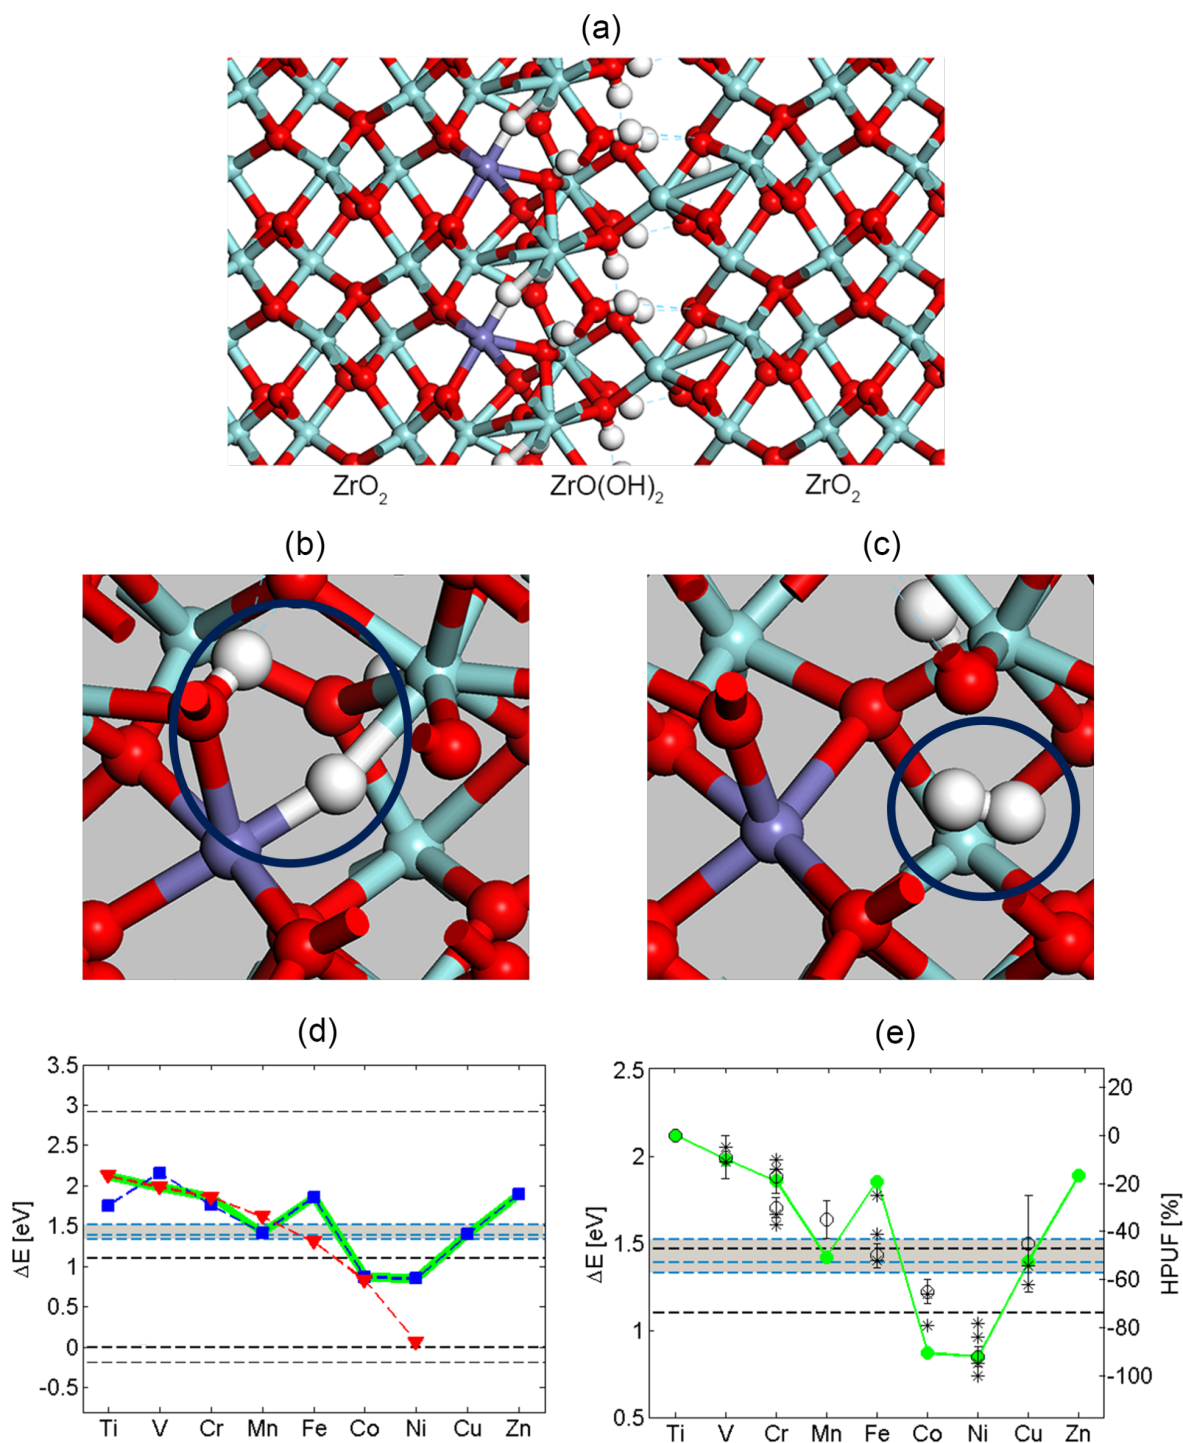 (a)
ZrO₂ ZrO(OH)₂ ZrO₂
(b) (c)
(d) (e)
3.5
3
2.5
2
1.5
1
0.5
0
-0.5
ΔE [eV]
Ti V Cr Mn Fe Co Ni Cu Zn
2.5
2
1.5
1
0.5
ΔE [eV]
20
0
-20
-40
-60
-80
-100
HPUF [%]
Ti V Cr Mn Fe Co Ni Cu Zn